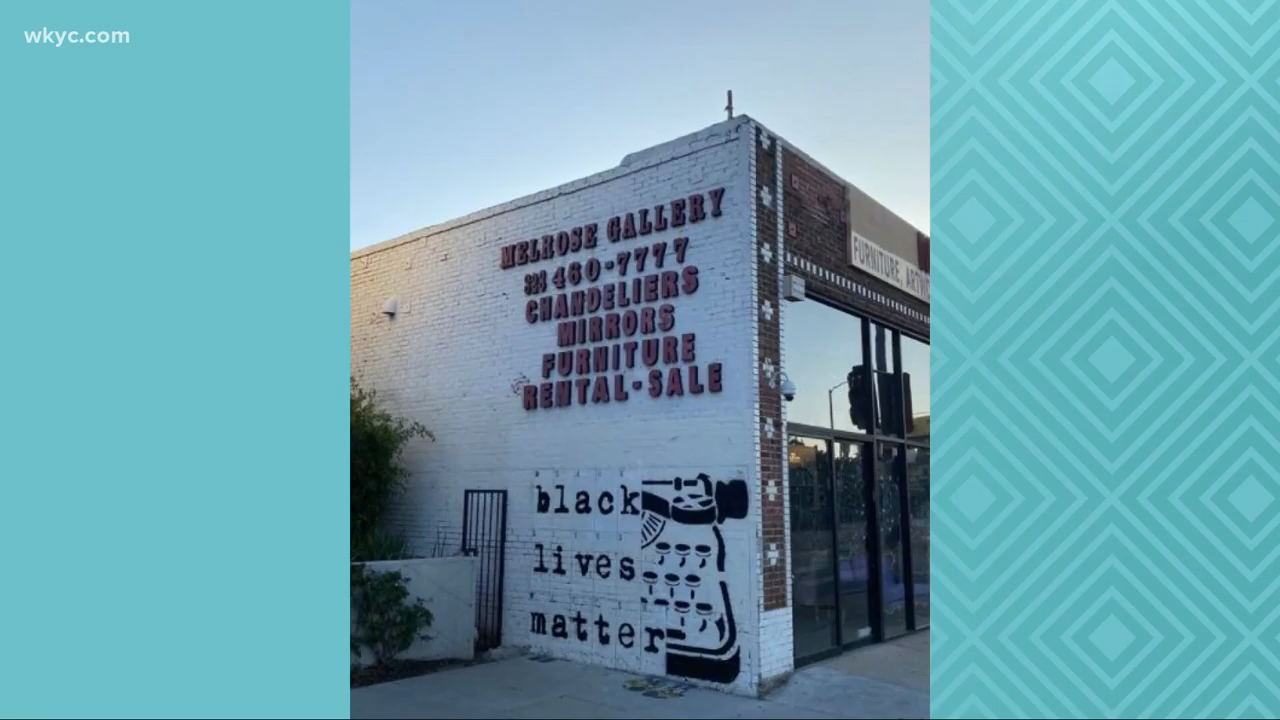 wkyc.com
MELROSE GALLERY
323 460-7777
CHANDELIERS
MIRRORS
FURNITURE
RENTAL-SALE
FURNITURE,
black
lives
matter